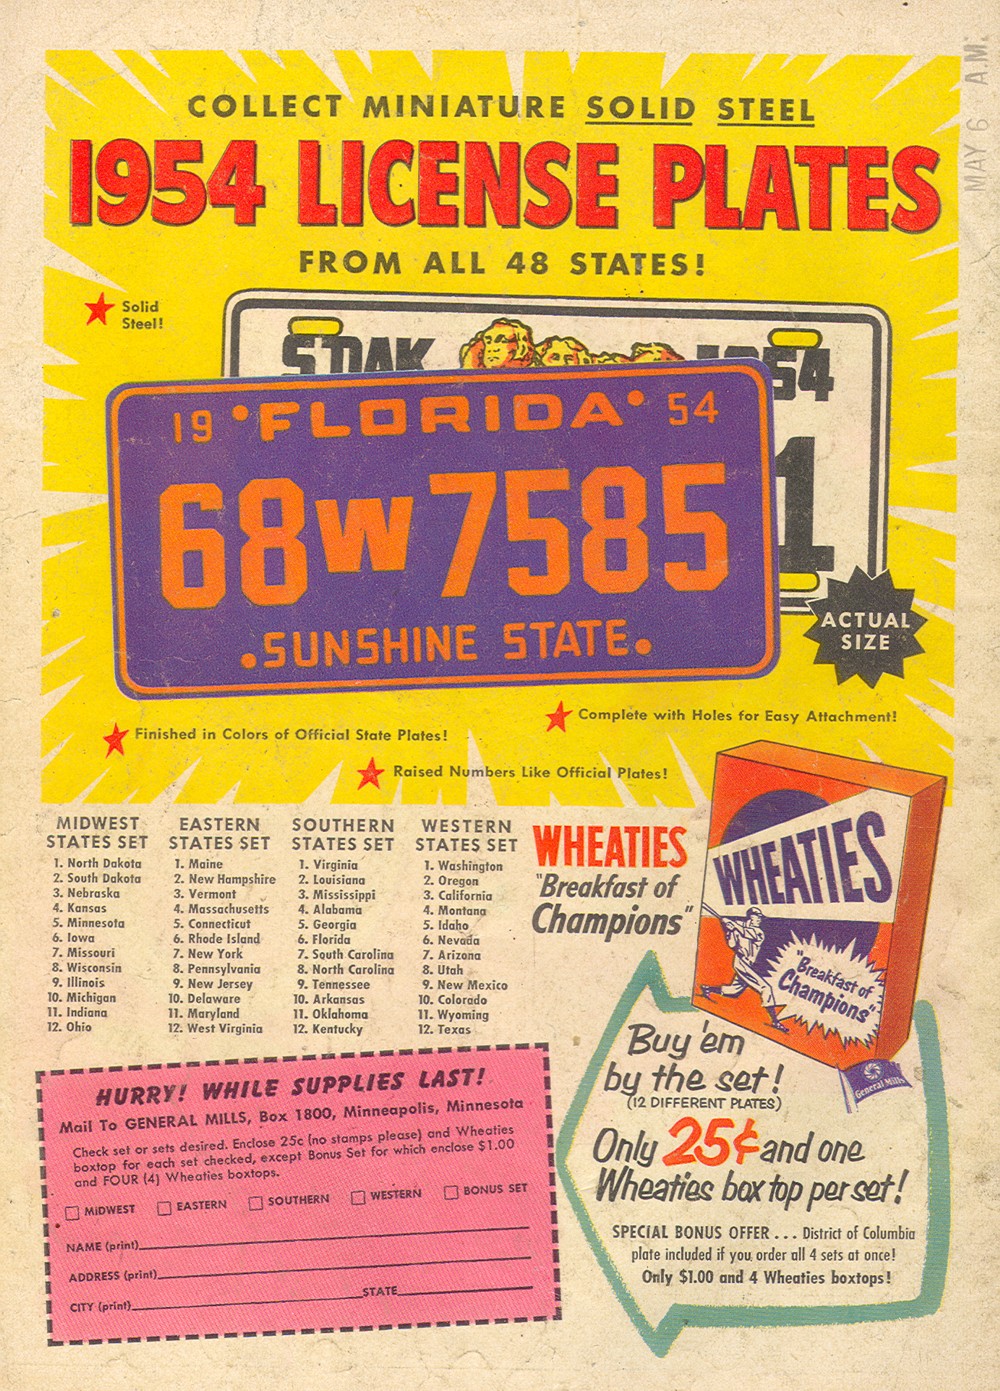 MAY 6 A.M.
COLLECT MINIATURE SOLID STEEL
1954 LICENSE PLATES
FROM ALL 48 STATES!
Solid
Steel!
S*DAK 1954
1
19 • FLORIDA • 54
68W7585
•SUNSHINE STATE•
ACTUAL
SIZE
Complete with Holes for Easy Attachment!
Finished in Colors of Official State Plates!
Raised Numbers Like Official Plates!
MIDWEST
STATES SET
1. North Dakota
2. South Dakota
3. Nebraska
4. Kansas
5. Minnesota
6. Iowa
7. Missouri
8. Wisconsin
9. Illinois
10. Michigan
11. Indiana
12. Ohio
EASTERN
STATES SET
1. Maine
2. New Hampshire
3. Vermont
4. Massachusetts
5. Connecticut
6. Rhode Island
7. New York
8. Pennsylvania
9. New Jersey
10. Delaware
11. Maryland
12. West Virginia
SOUTHERN
STATES SET
1. Virginia
2. Louisiana
3. Mississippi
4. Alabama
5. Georgia
6. Florida
7. South Carolina
8. North Carolina
9. Tennessee
10. Arkansas
11. Oklahoma
12. Kentucky
WESTERN
STATES SET
1. Washington
2. Oregon
3. California
4. Montana
5. Idaho
6. Nevada
7. Arizona
8. Utah
9. New Mexico
10. Colorado
11. Wyoming
12. Texas
WHEATIES
"Breakfast of
Champions"
WHEATIES
"Breakfast of
Champions"
General Mills
Buy 'em
by the set!
(12 DIFFERENT PLATES)
Only 25¢ and one
Wheaties box top per set!
SPECIAL BONUS OFFER . . . District of Columbia
plate included if you order all 4 sets at once!
Only $1.00 and 4 Wheaties boxtops!
HURRY! WHILE SUPPLIES LAST!
Mail To GENERAL MILLS, Box 1800, Minneapolis, Minnesota
Check set or sets desired. Enclose 25c (no stamps please) and Wheaties
boxtop for each set checked, except Bonus Set for which enclose $1.00
and FOUR (4) Wheaties boxtops.
MIDWEST EASTERN SOUTHERN WESTERN BONUS SET
NAME (print)
ADDRESS (print)
CITY (print) STATE